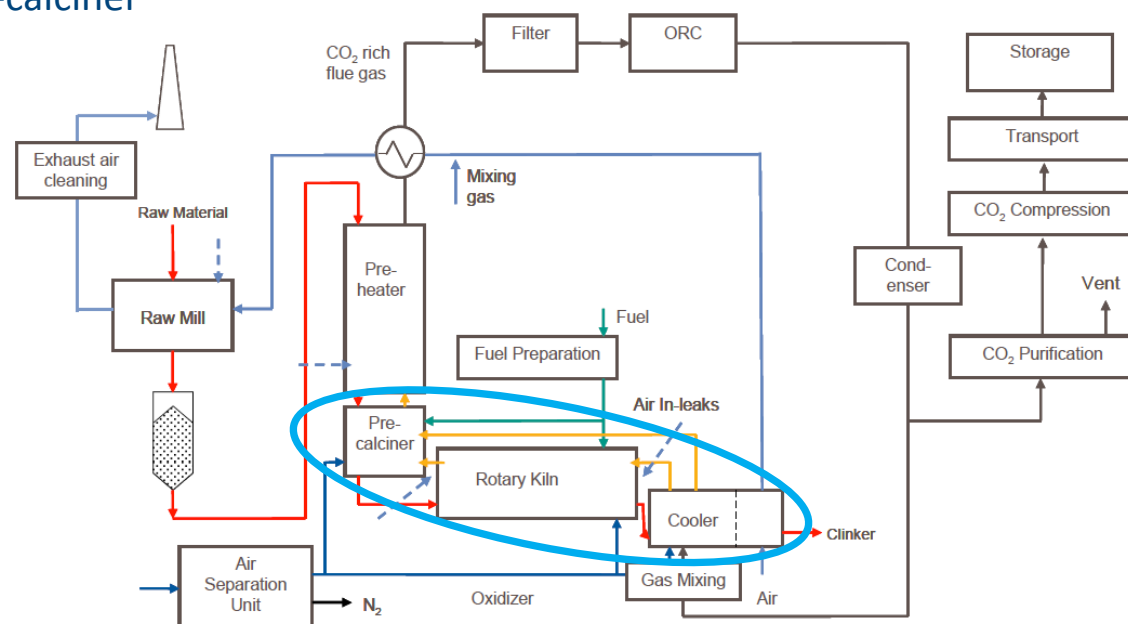 -calciner
Filter
ORC
CO₂ rich
flue gas
Storage
Transport
Exhaust air
cleaning
Mixing
gas
CO₂ Compression
Raw Material
Pre-
heater
Cond-
enser
Vent
Raw Mill
Fuel
Fuel Preparation
CO₂ Purification
Air In-leaks
Pre-
calciner
Rotary Kiln
Cooler
Clinker
Air
Separation
Unit
N₂
Oxidizer
Gas Mixing
Air